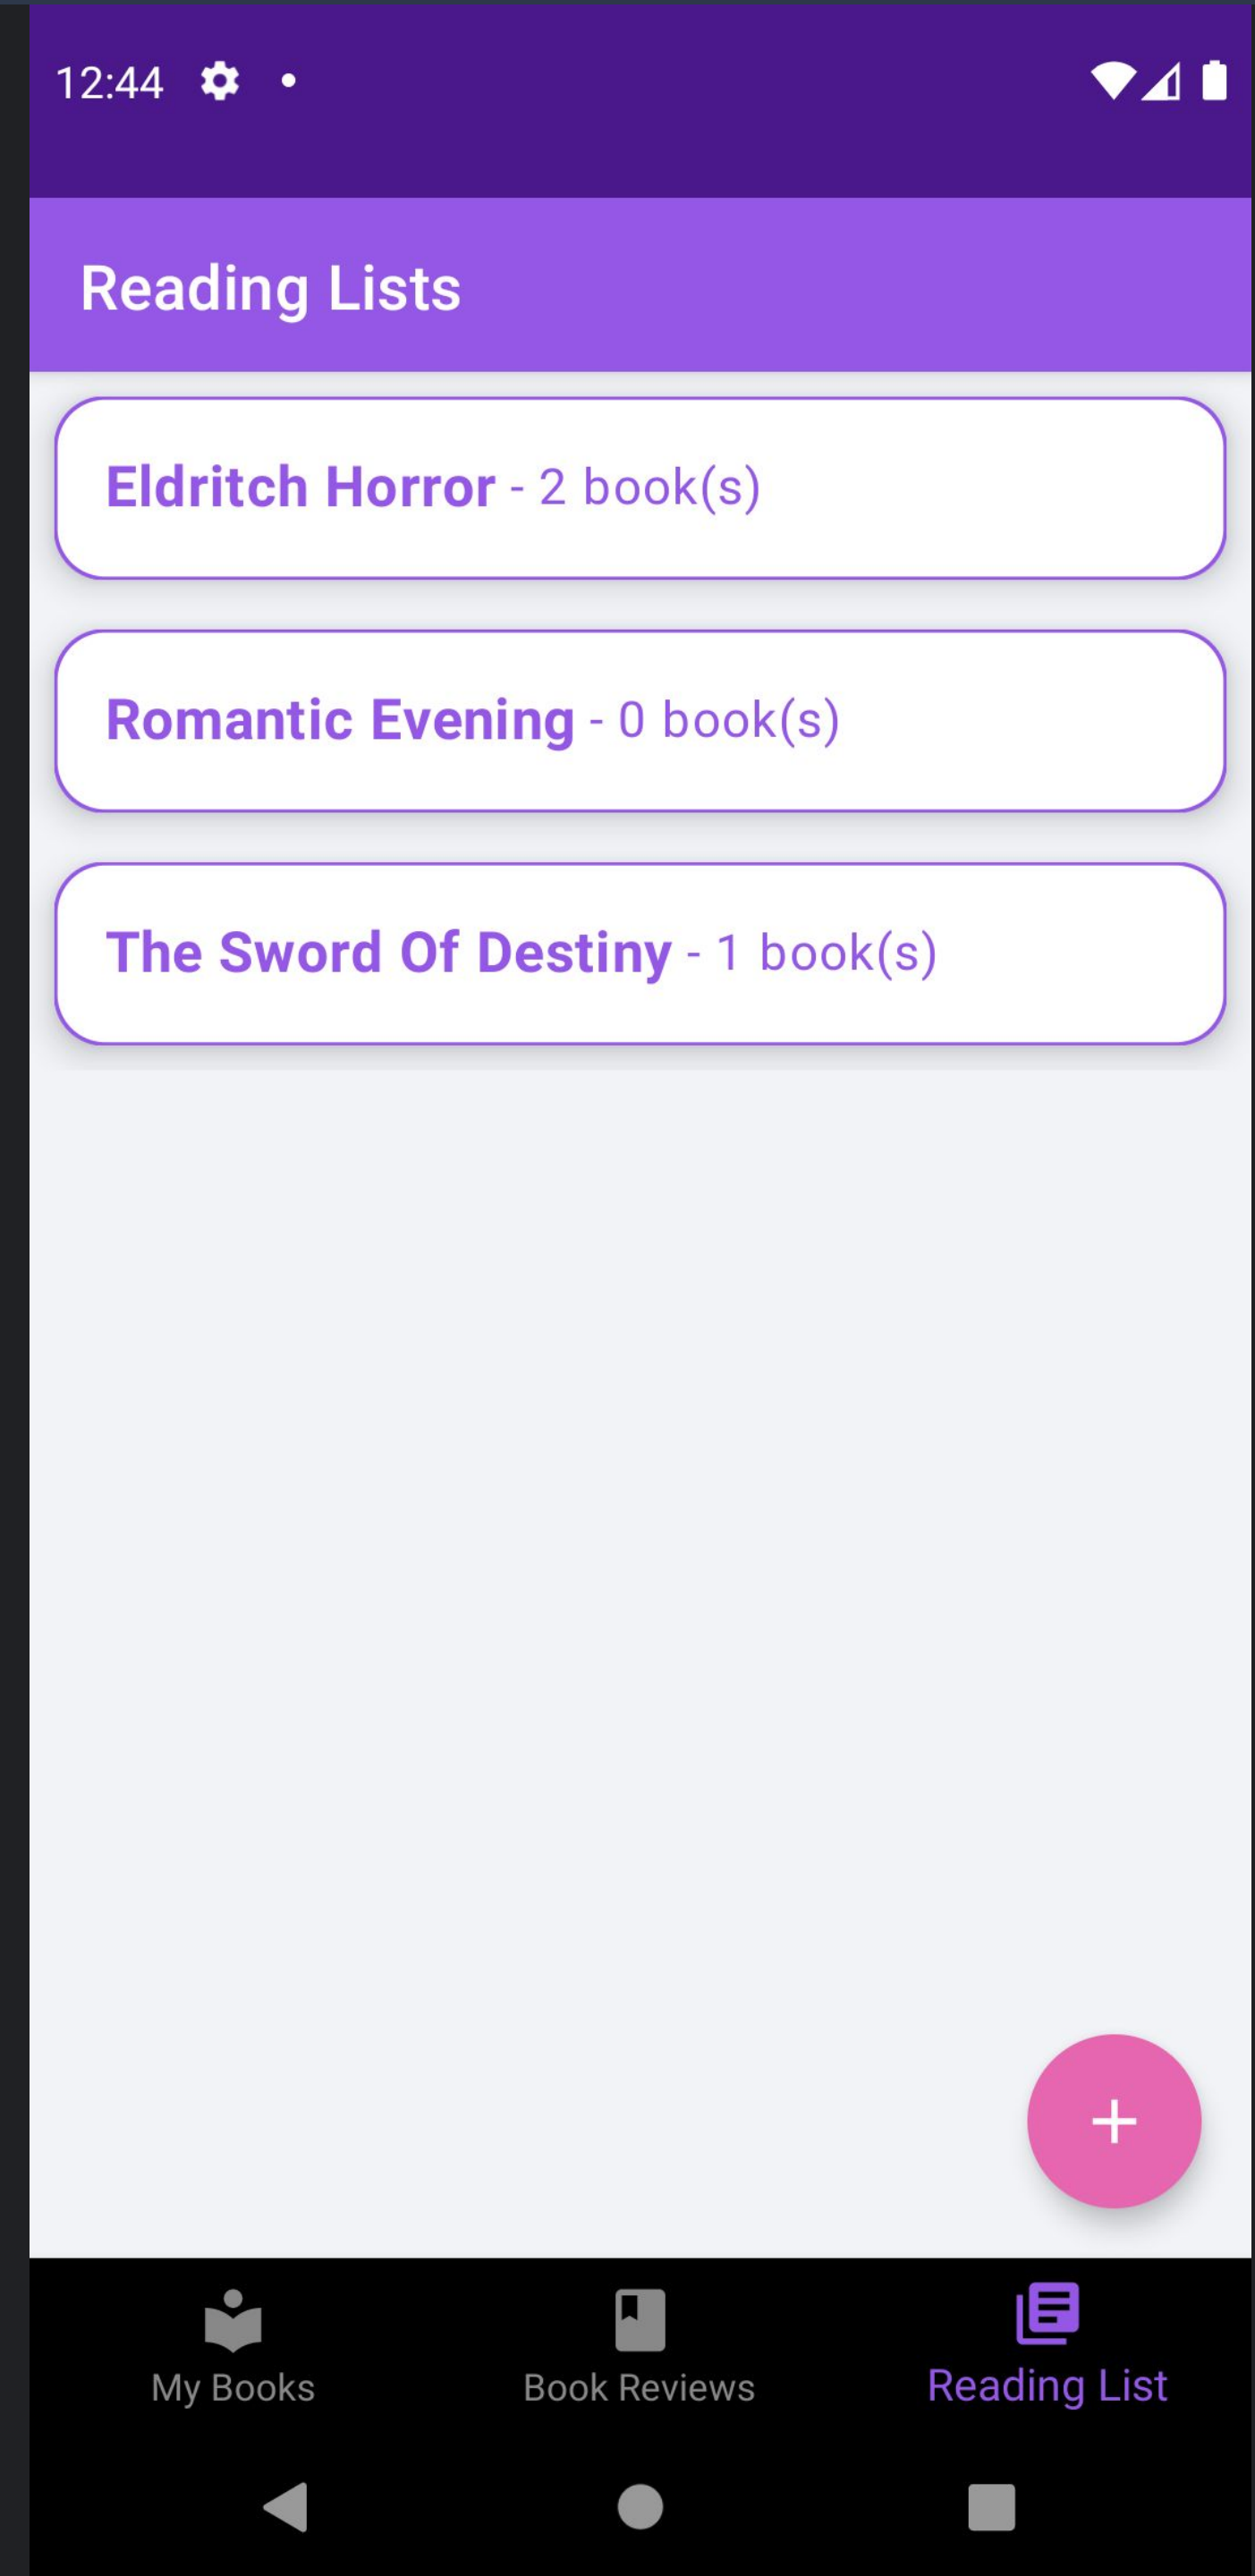 12:44
Reading Lists
Eldritch Horror - 2 book(s)
Romantic Evening - 0 book(s)
The Sword Of Destiny - 1 book(s)
+
My Books
Book Reviews
Reading List